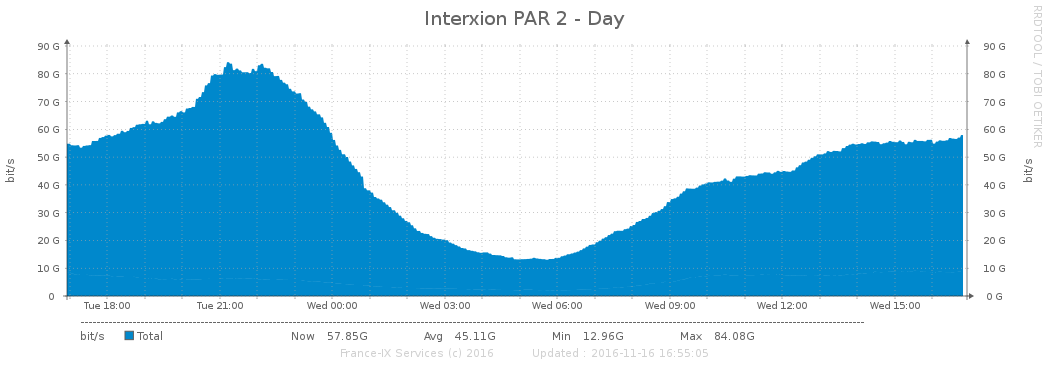 Interxion PAR 2 - Day
RRDTOOL / TOBI OETIKER
90 G 90 G
80 G 80 G
70 G 70 G
60 G 60 G
50 G 50 G
40 G 40 G
30 G 30 G
20 G 20 G
10 G 10 G
0 0 G
bit/s
bit/s
Tue 18:00 Tue 21:00 Wed 00:00 Wed 03:00 Wed 06:00 Wed 09:00 Wed 12:00 Wed 15:00
bit/s Total Now 57.85G Avg 45.11G Min 12.96G Max 84.08G
France-IX Services (c) 2016 Updated : 2016-11-16 16:55:05